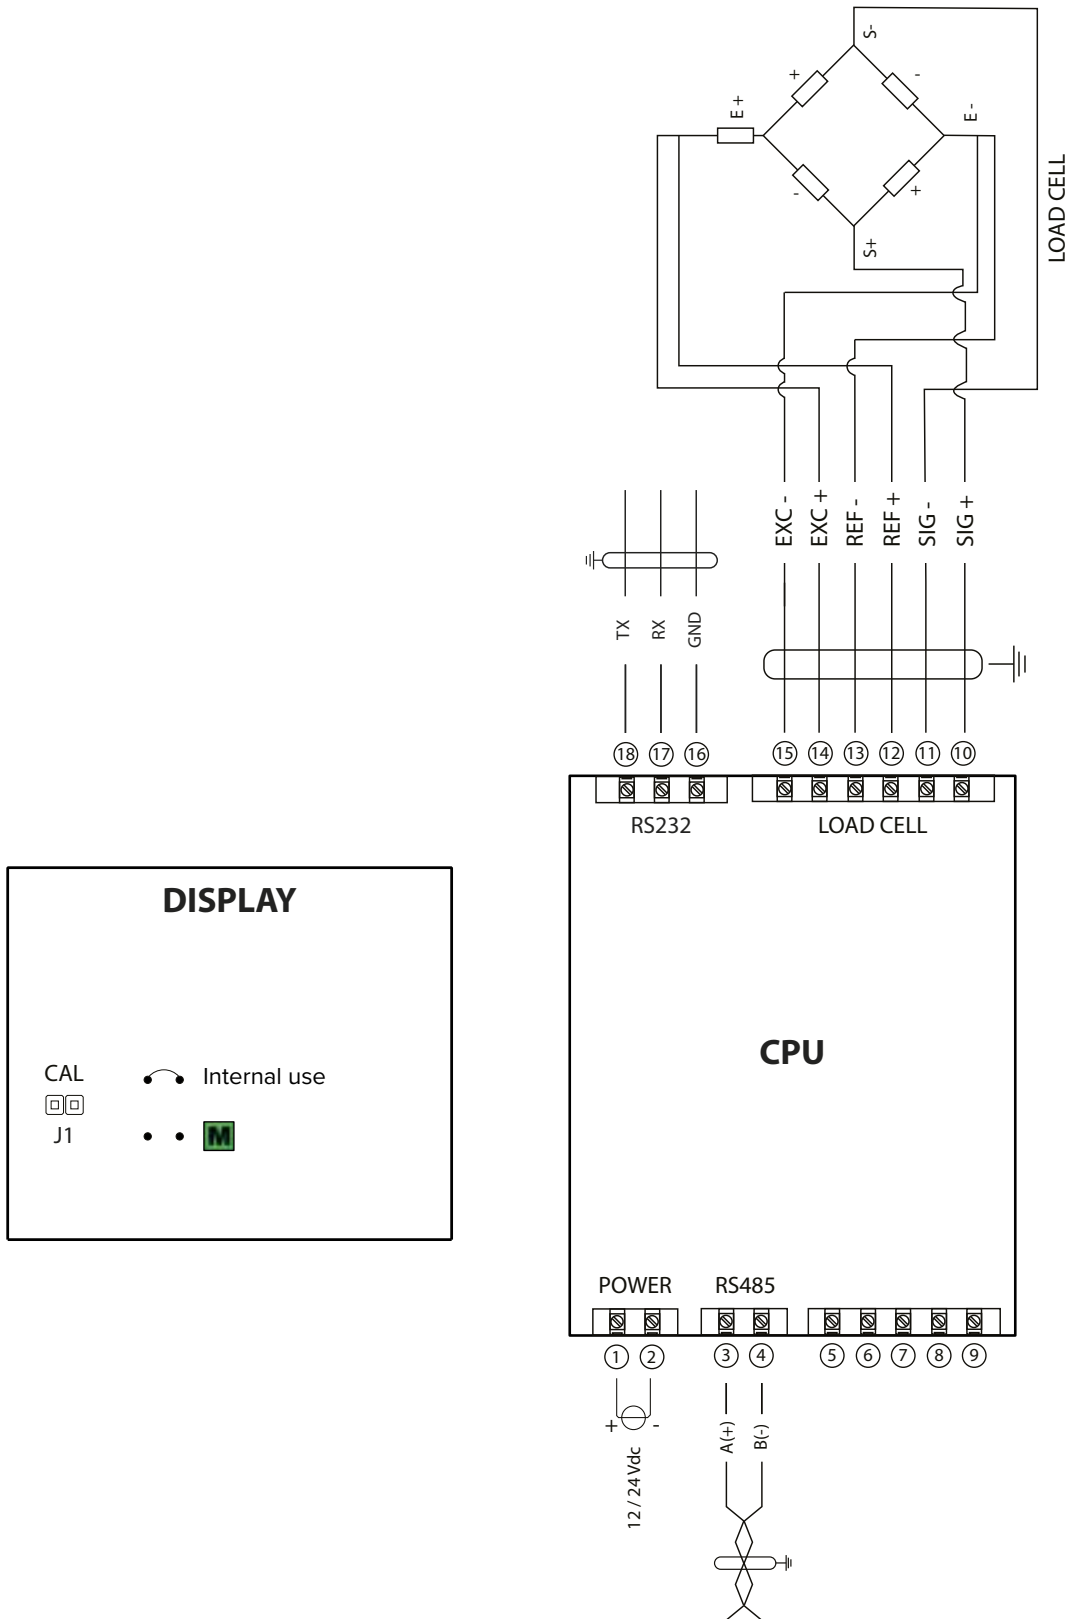 S-
+
-
E +
E -
-
+
S+
LOAD CELL
EXC -
EXC +
REF -
REF +
SIG -
SIG +
TX
RX
GND
18
17
16
15
14
13
12
11
10
RS232
LOAD CELL
DISPLAY
CPU
CAL
Internal use
J1
M
POWER
RS485
1
2
3
4
5
6
7
8
9
+
-
12 / 24 Vdc
A(+)
B(-)